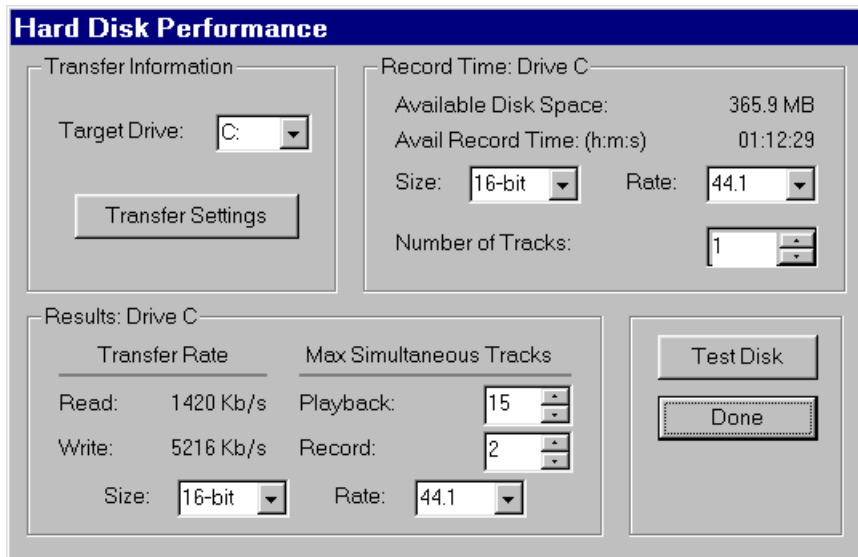 Hard Disk Performance
Transfer Information
Target Drive: C:
Transfer Settings
Record Time: Drive C
Available Disk Space: 365.9 MB
Avail Record Time: (h:m:s) 01:12:29
Size: 16-bit Rate: 44.1
Number of Tracks: 1
Results: Drive C
Transfer Rate Max Simultaneous Tracks
Read: 1420 Kb/s Playback: 15
Write: 5216 Kb/s Record: 2
Size: 16-bit Rate: 44.1
Test Disk
Done